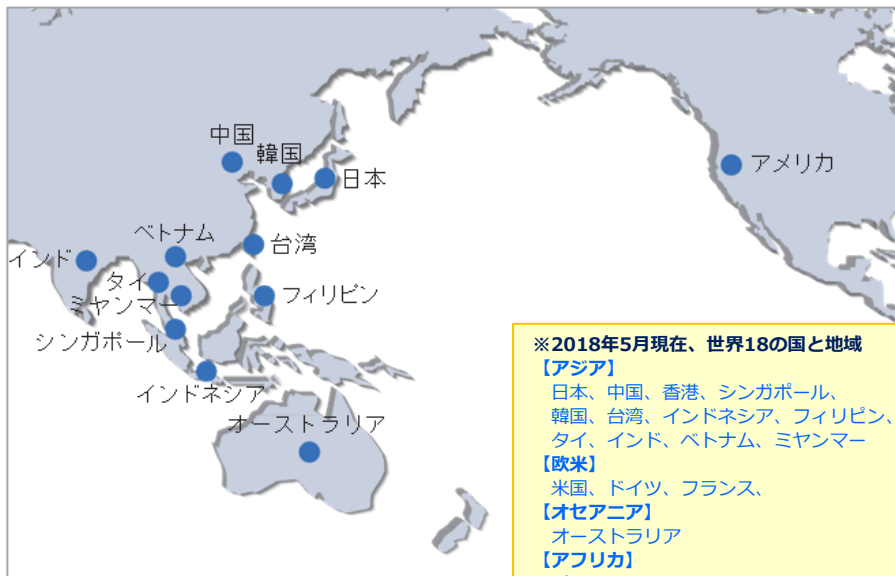 中国
韓国
日本
アメリカ
ベトナム
台湾
インド
タイ
ミャンマー
フィリピン
シンガポール
インドネシア
オーストラリア
※2018年5月現在、世界18の国と地域
【アジア】
日本、中国、香港、シンガポール、
韓国、台湾、インドネシア、フィリピン、
タイ、インド、ベトナム、ミャンマー
【欧米】
米国、ドイツ、フランス、
【オセアニア】
オーストラリア
【アフリカ】